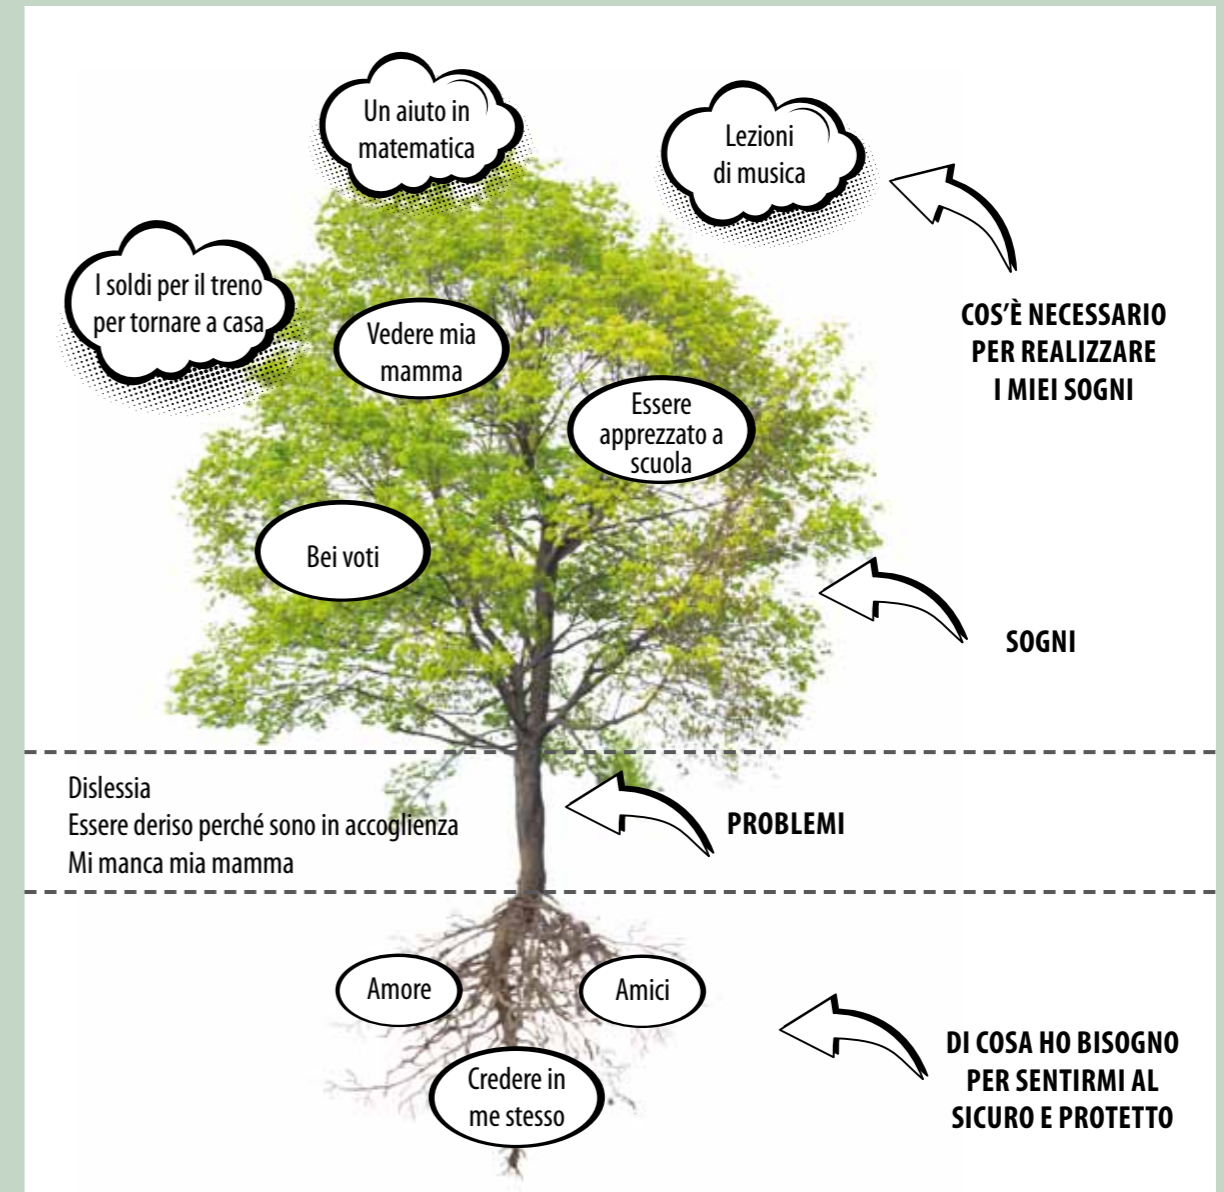 Un aiuto in
matematica
Lezioni
di musica
I soldi per il treno
per tornare a casa
COS'È NECESSARIO
PER REALIZZARE
I MIEI SOGNI
Vedere mia
mamma
Essere
apprezzato a
scuola
Bei voti
SOGNI
Dislessia
Essere deriso perché sono in accoglienza
Mi manca mia mamma
PROBLEMI
Amore
Amici
Credere in
me stesso
DI COSA HO BISOGNO
PER SENTIRMI AL
SICURO E PROTETTO